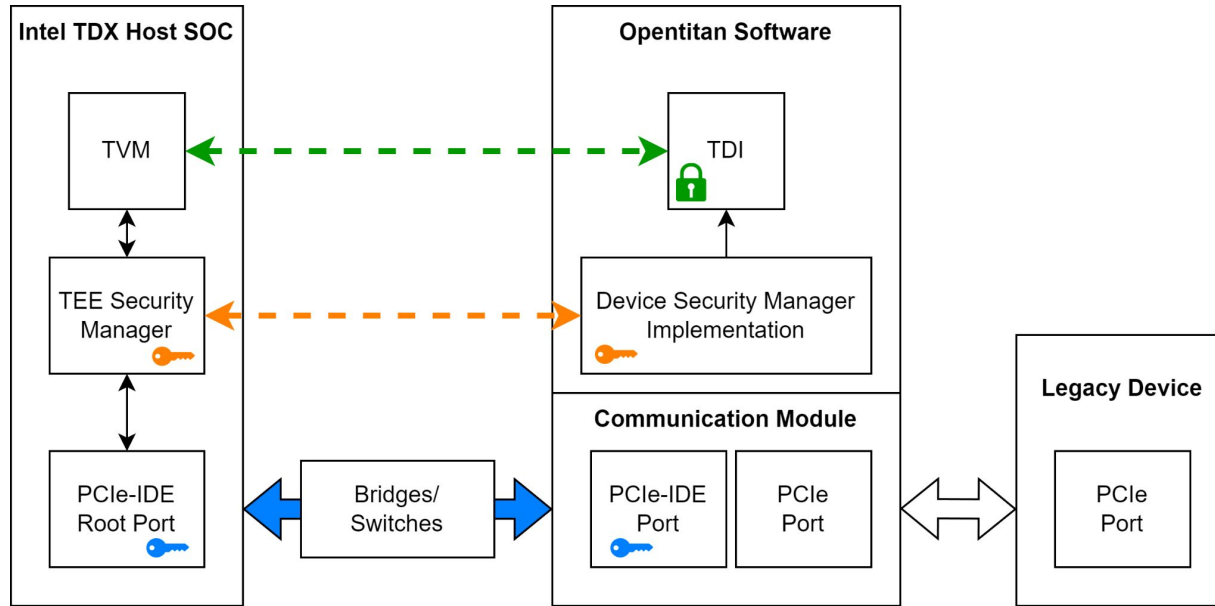 Intel TDX Host SOC
TVM
TEE Security
Manager
PCIe-IDE
Root Port
Bridges/
Switches
Opentitan Software
TDI
Device Security Manager
Implementation
Communication Module
PCIe-IDE
Port
PCIe
Port
Legacy Device
PCIe
Port